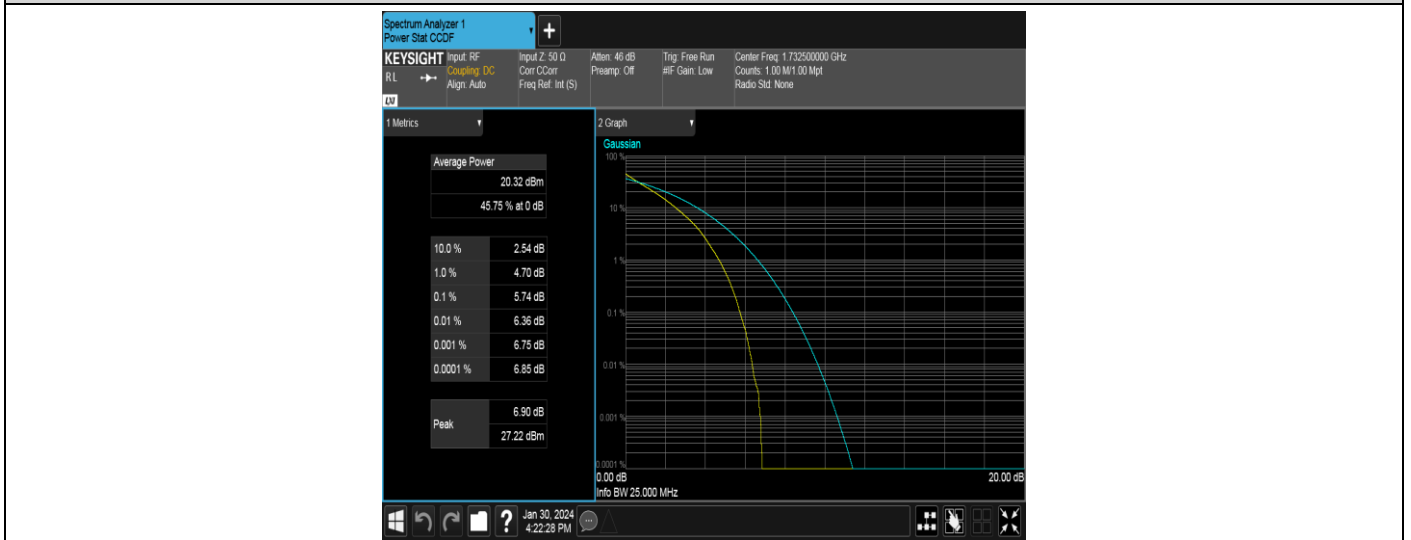 Spectrum Analyzer 1
Power Stat CCDF
+
KEYSIGHT
RL
LXI
Input: RF
Coupling: DC
Align: Auto
Input Z: 50 Ω
Corr CCorr
Freq Ref: Int (S)
Atten: 46 dB
Preamp: Off
Trig: Free Run
#IF Gain: Low
Center Freq: 1.732500000 GHz
Counts: 1.00 M/1.00 Mpt
Radio Std: None
1 Metrics
Average Power
20.32 dBm
45.75 % at 0 dB
10.0 % 2.54 dB
1.0 % 4.70 dB
0.1 % 5.74 dB
0.01 % 6.36 dB
0.001 % 6.75 dB
0.0001 % 6.85 dB
Peak
6.90 dB
27.22 dBm
2 Graph
Gaussian
100 %
10 %
1 %
0.1 %
0.01 %
0.001 %
0.0001 %
0.00 dB 20.00 dB
Info BW 25.000 MHz
?
Jan 30, 2024
4:22:28 PM